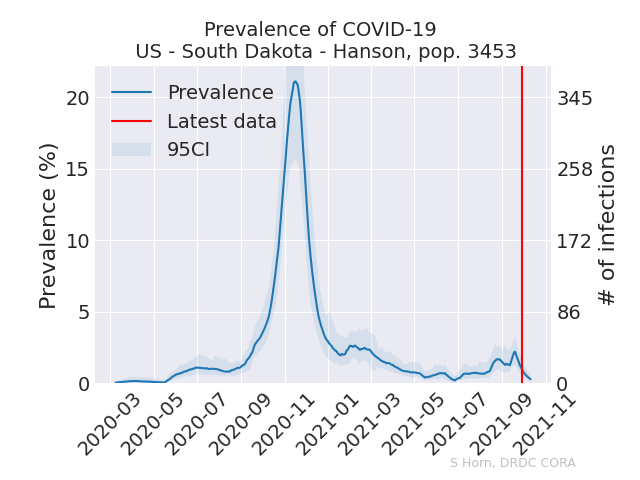 Prevalence of COVID-19
US - South Dakota - Hanson, pop. 3453
Prevalence
Latest data
95CI
Prevalence (%)
20
15
10
5
0
# of infections
345
258
172
86
0
2020-03
2020-05
2020-07
2020-09
2020-11
2021-01
2021-03
2021-05
2021-07
2021-09
2021-11
S Horn, DRDC CORA